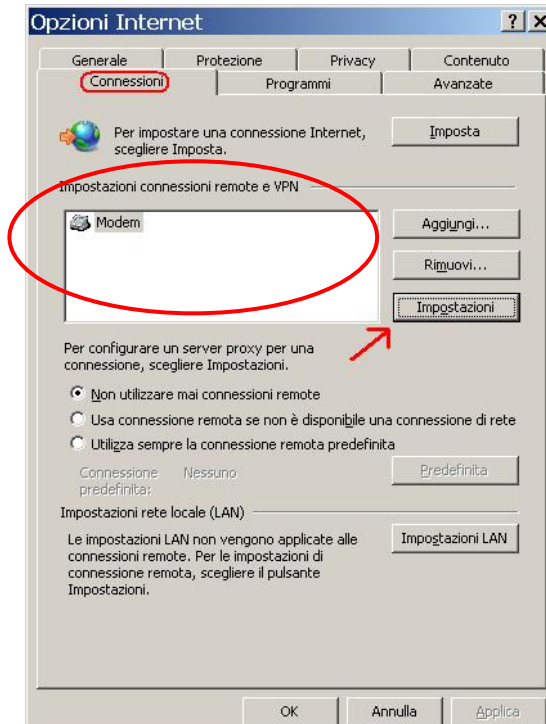 Opzioni Internet
? X
Generale Protezione Privacy Contenuto
Connessioni Programmi Avanzate
Per impostare una connessione Internet,
scegliere Imposta.
Imposta
Impostazioni connessioni remote e VPN
Modem
Aggiungi...
Rimuovi...
Impostazioni
Per configurare un server proxy per una
connessione, scegliere Impostazioni.
Non utilizzare mai connessioni remote
Usa connessione remota se non è disponibile una connessione di rete
Utilizza sempre la connessione remota predefinita
Connessione Nessuno
predefinita:
Predefinita
Impostazioni rete locale (LAN)
Le impostazioni LAN non vengono applicate alle
connessioni remote. Per le impostazioni di
connessione remota, scegliere il pulsante
Impostazioni.
Impostazioni LAN
OK Annulla Applica